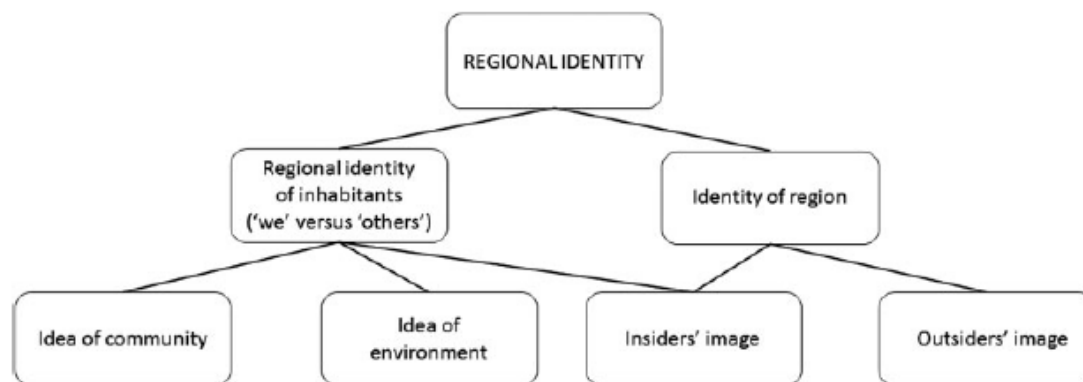 REGIONAL IDENTITY
Regional identity
of inhabitants
(‘we’ versus ‘others’)
Identity of region
Idea of community
Idea of
environment
Insiders’ image
Outsiders’ image